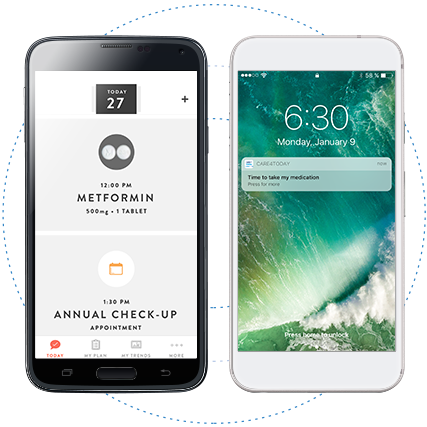 TODAY
27
+
12:00 PM
METFORMIN
500mg • 1 TABLET
1:30 PM
ANNUAL CHECK-UP
APPOINTMENT
TODAY MY PLAN MY TRENDS MORE
58 %
6:30
Monday, January 9
CARE4TODAY now
Time to take my medication
Press for more
Press home to unlock